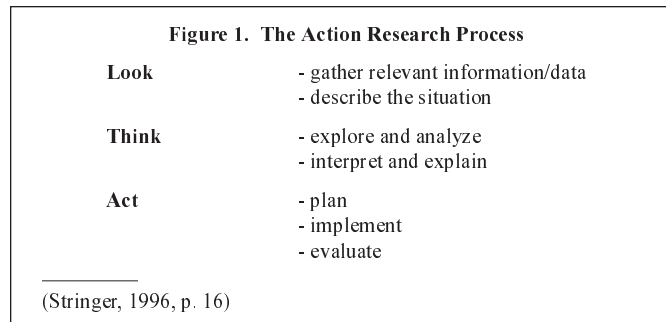 Figure 1. The Action Research Process
Look - gather relevant information/data
- describe the situation
Think - explore and analyze
- interpret and explain
Act - plan
- implement
- evaluate
(Stringer, 1996, p. 16)